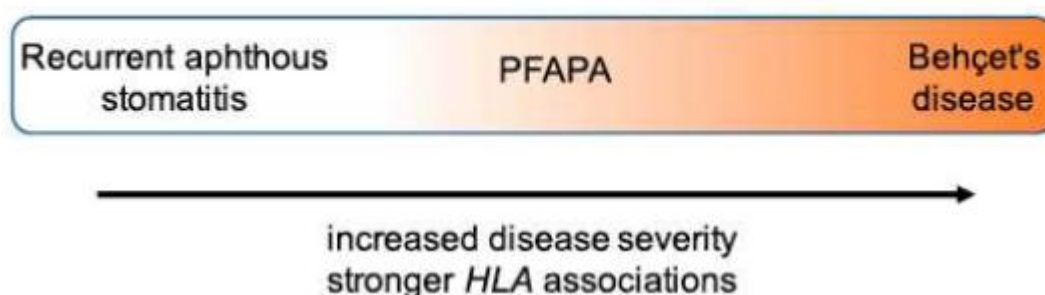 Recurrent aphthous
stomatitis
PFAPA
Behçet's
disease
increased disease severity
stronger HLA associations